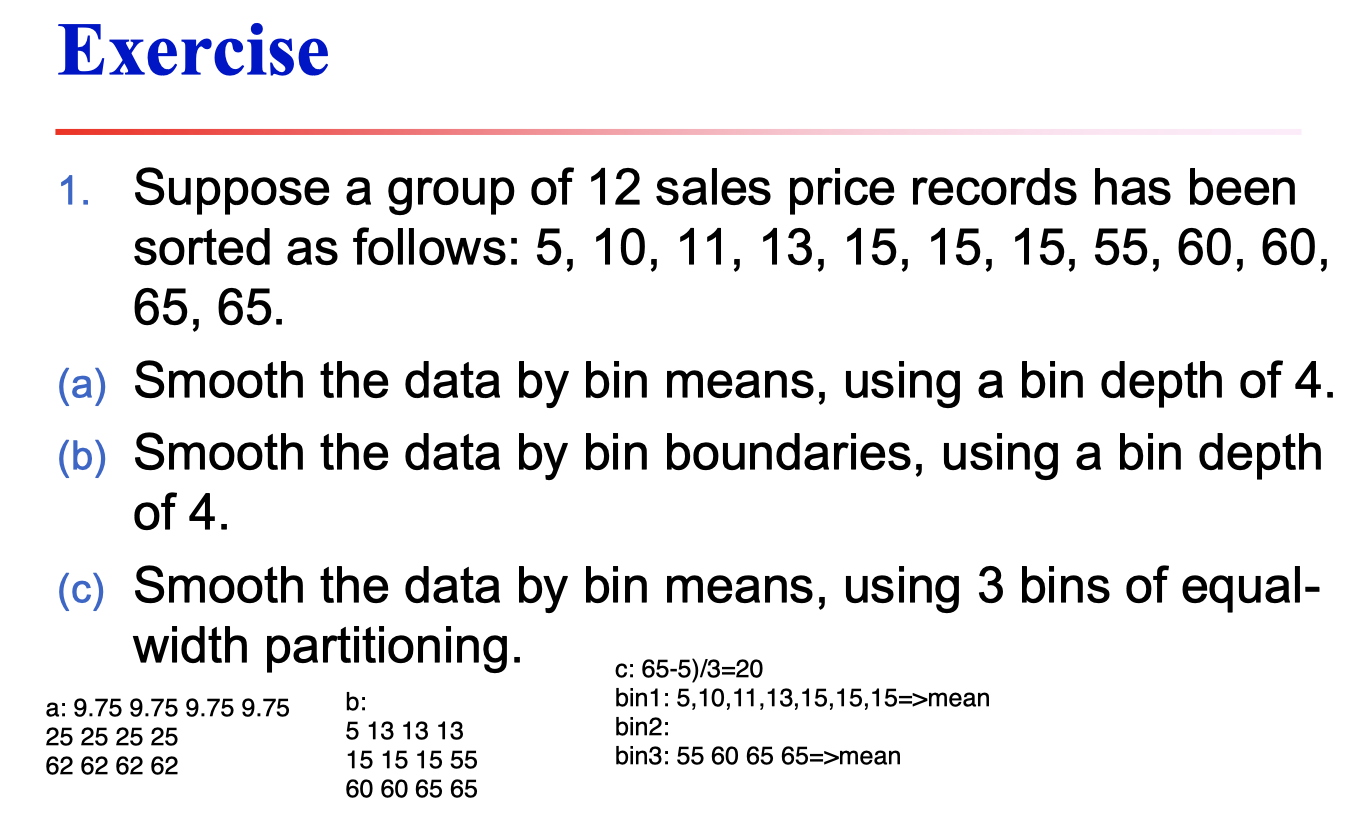 Exercise
1. Suppose a group of 12 sales price records has been
sorted as follows: 5, 10, 11, 13, 15, 15, 15, 55, 60, 60,
65, 65.
(a) Smooth the data by bin means, using a bin depth of 4.
(b) Smooth the data by bin boundaries, using a bin depth
of 4.
(c) Smooth the data by bin means, using 3 bins of equal-
width partitioning.
a: 9.75 9.75 9.75 9.75
25 25 25 25
62 62 62 62
b:
5 13 13 13
15 15 15 55
60 60 65 65
c: 65-5)/3=20
bin1: 5,10,11,13,15,15,15=>mean
bin2:
bin3: 55 60 65 65=>mean